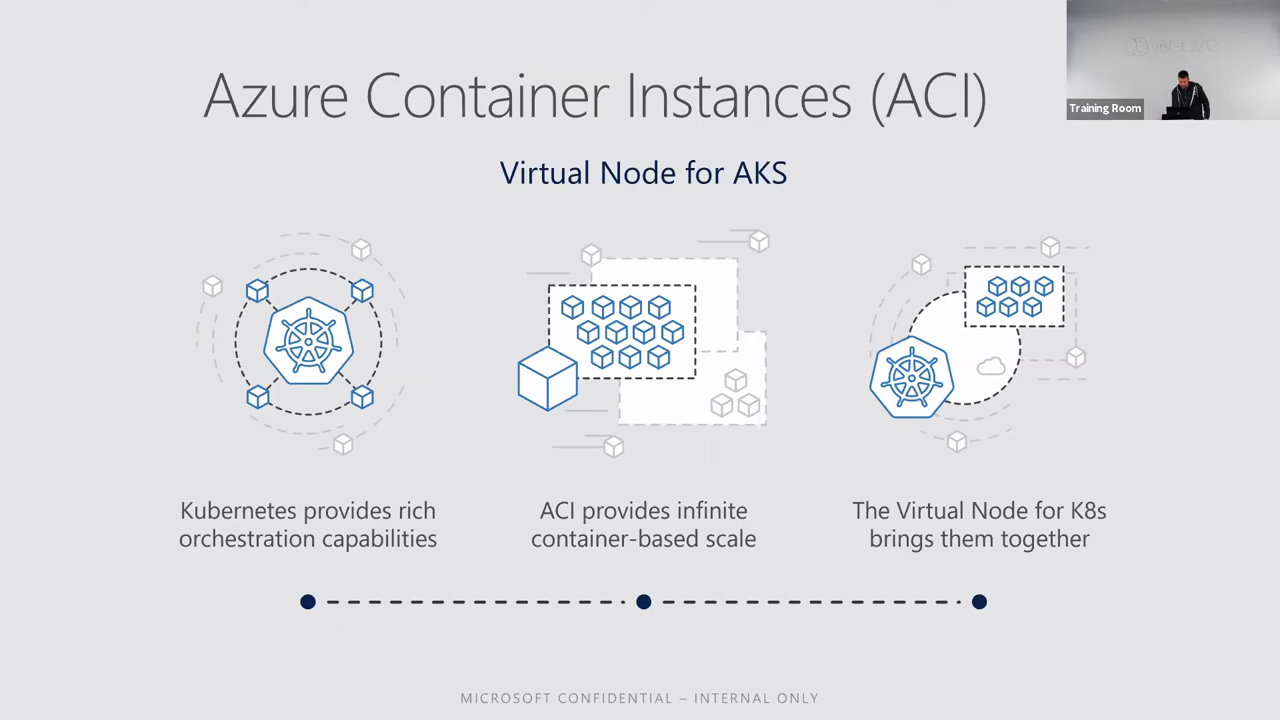 Azure Container Instances (ACI)
Training Room
Virtual Node for AKS
Kubernetes provides rich
orchestration capabilities
ACI provides infinite
container-based scale
The Virtual Node for K8s
brings them together
MICROSOFT CONFIDENTIAL – INTERNAL ONLY